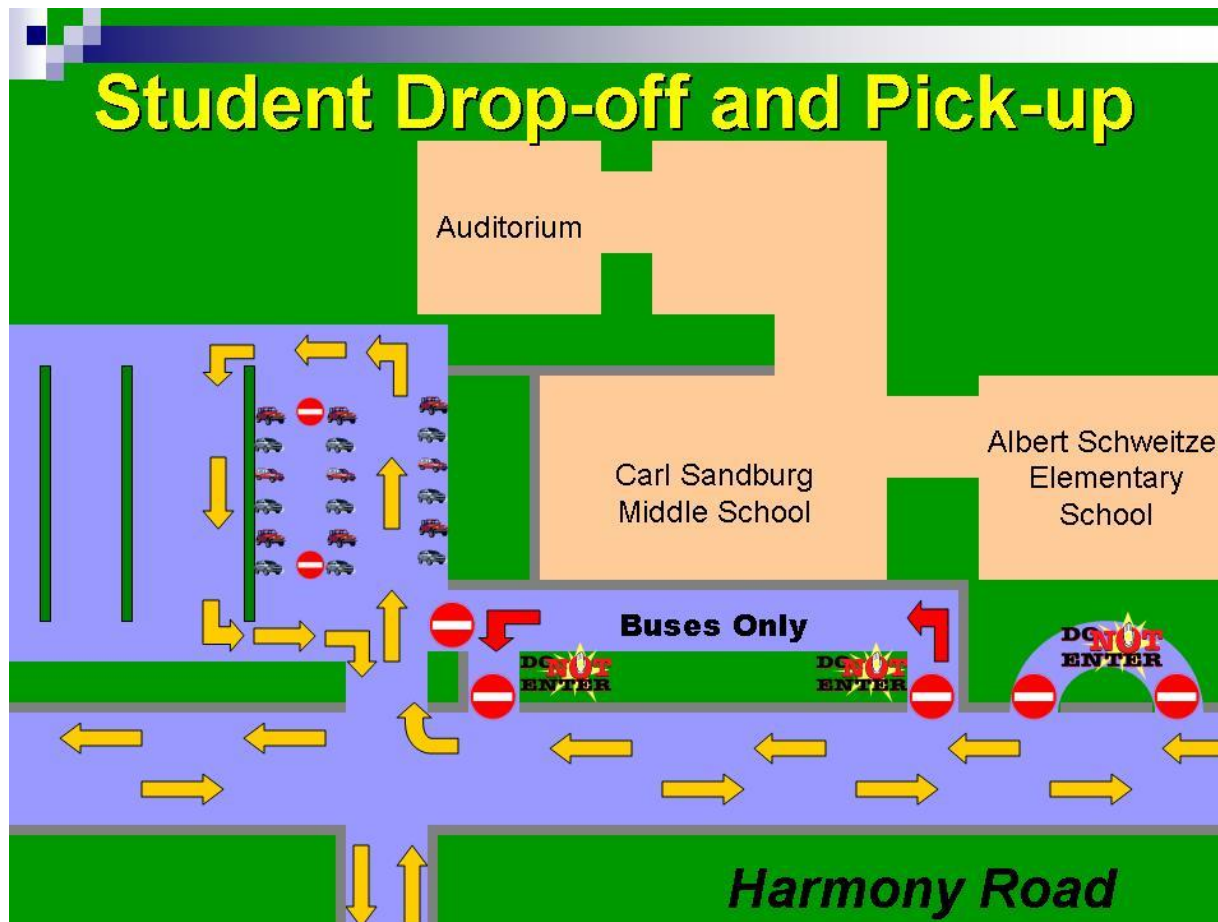 Student Drop-off and Pick-up
Auditorium
Carl Sandburg
Middle School
Albert Schweitze
Elementary
School
Buses Only
DO NOT
ENTER
DO NOT
ENTER
DO NOT
ENTER
Harmony Road